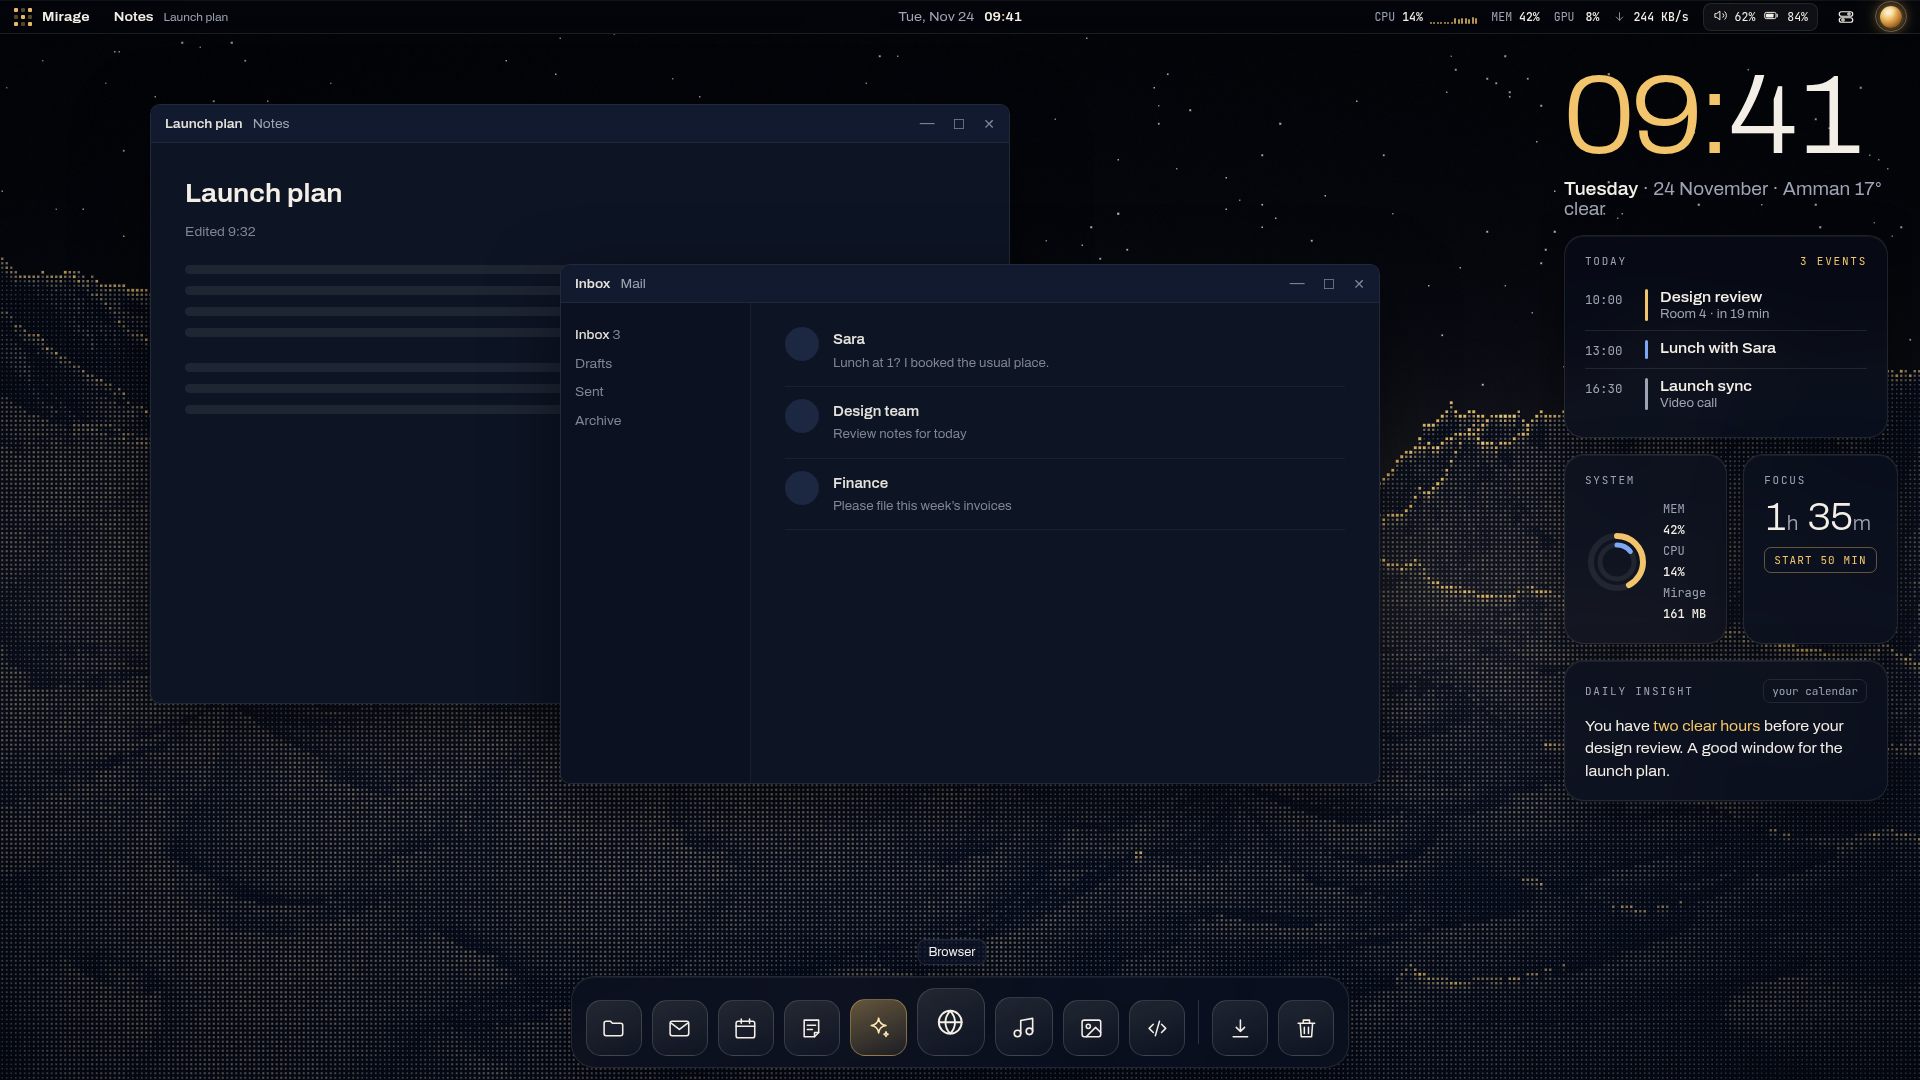 Mirage Notes Launch plan
Tue, Nov 24 09:41
CPU 14% MEM 42% GPU 8% ↓ 244 KB/s 62% 84%
Launch plan Notes
Launch plan
Edited 9:32
Inbox Mail
Inbox 3
Drafts
Sent
Archive
Sara
Lunch at 1? I booked the usual place.
Design team
Review notes for today
Finance
Please file this week's invoices
09:41
Tuesday · 24 November · Amman 17°
clear
TODAY 3 EVENTS
10:00 Design review
Room 4 · in 19 min
13:00 Lunch with Sara
16:30 Launch sync
Video call
SYSTEM
MEM
42%
CPU
14%
Mirage
161 MB
FOCUS
1h 35m
START 50 MIN
DAILY INSIGHT your calendar
You have two clear hours before your
design review. A good window for the
launch plan.
Browser